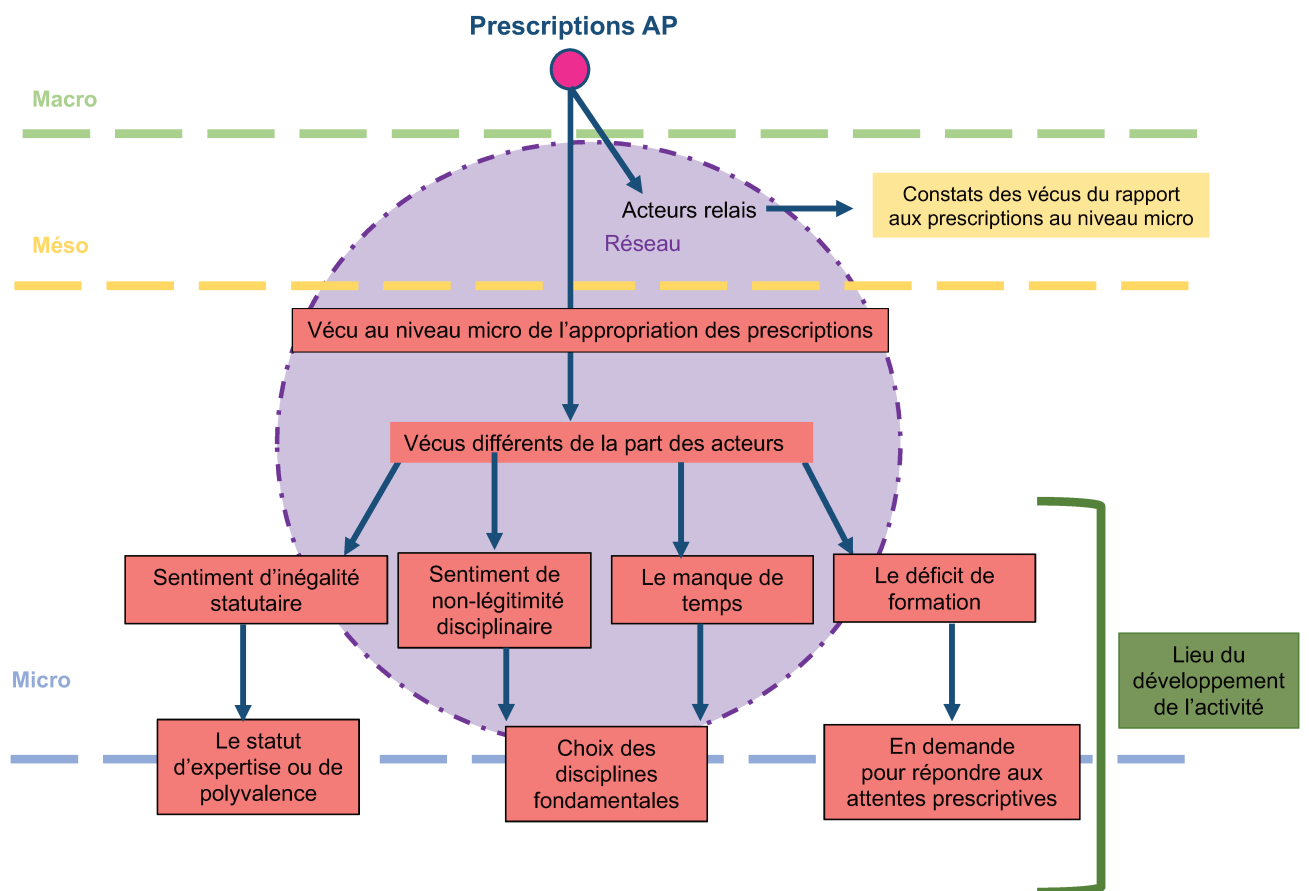 Prescriptions AP
Macro
Acteurs relais
Constats des vécus du rapport
aux prescriptions au niveau micro
Réseau
Méso
Vécu au niveau micro de l’appropriation des prescriptions
Vécus différents de la part des acteurs
Sentiment d’inégalité
statutaire
Sentiment de
non-légitimité
disciplinaire
Le manque de
temps
Le déficit de
formation
Lieu du
développement
de l’activité
Micro
Le statut
d’expertise ou de
polyvalence
Choix des
disciplines
fondamentales
En demande
pour répondre aux
attentes prescriptives